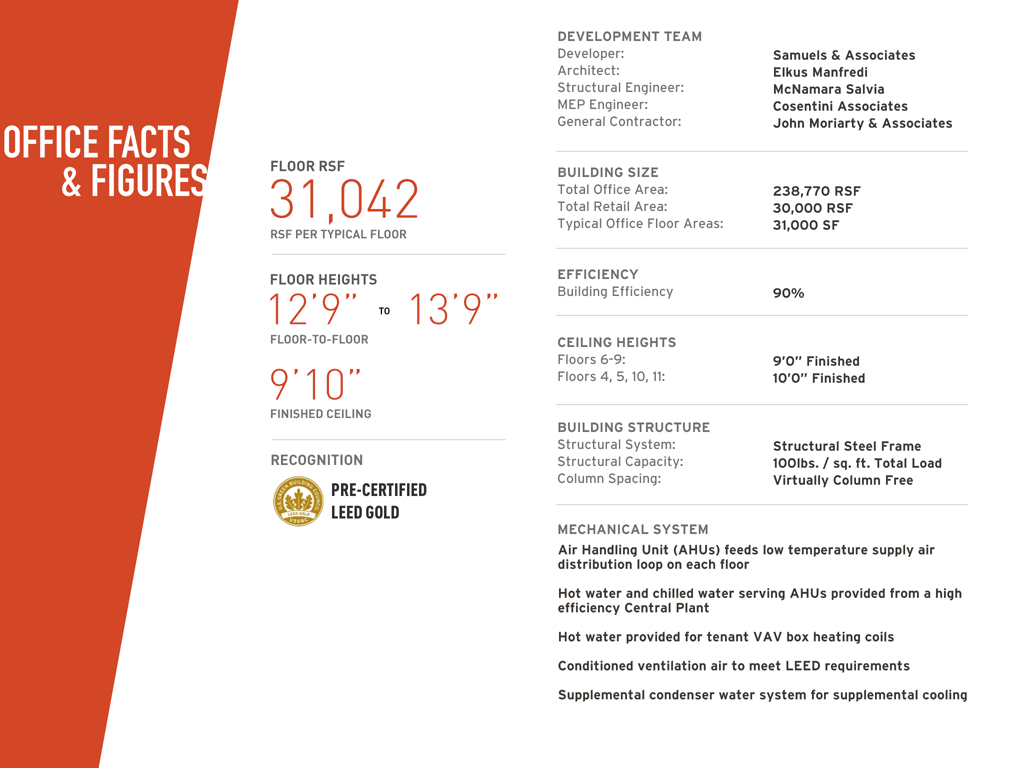 OFFICE FACTS
& FIGURES
FLOOR RSF
31,042
RSF PER TYPICAL FLOOR
FLOOR HEIGHTS
12’9” TO 13’9”
FLOOR-TO-FLOOR
9’10”
FINISHED CEILING
RECOGNITION
PRE-CERTIFIED
LEED GOLD
U.S. GREEN BUILDING COUNCIL
LEED GOLD
USGBC
DEVELOPMENT TEAM
Developer: Samuels & Associates
Architect: Elkus Manfredi
Structural Engineer: McNamara Salvia
MEP Engineer: Cosentini Associates
General Contractor: John Moriarty & Associates
BUILDING SIZE
Total Office Area: 238,770 RSF
Total Retail Area: 30,000 RSF
Typical Office Floor Areas: 31,000 SF
EFFICIENCY
Building Efficiency 90%
CEILING HEIGHTS
Floors 6-9: 9’0” Finished
Floors 4, 5, 10, 11: 10’0” Finished
BUILDING STRUCTURE
Structural System: Structural Steel Frame
Structural Capacity: 100lbs. / sq. ft. Total Load
Column Spacing: Virtually Column Free
MECHANICAL SYSTEM
Air Handling Unit (AHUs) feeds low temperature supply air
distribution loop on each floor
Hot water and chilled water serving AHUs provided from a high
efficiency Central Plant
Hot water provided for tenant VAV box heating coils
Conditioned ventilation air to meet LEED requirements
Supplemental condenser water system for supplemental cooling